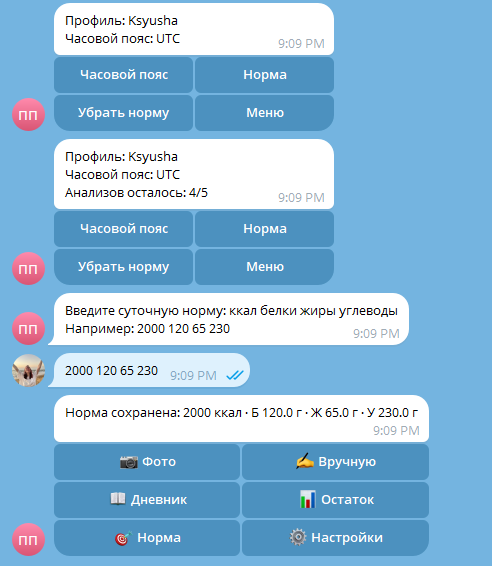 Профиль: Ksyusha
Часовой пояс: UTC
9:09 PM
Часовой пояс
Норма
Убрать норму
Меню
ПП
Профиль: Ksyusha
Часовой пояс: UTC
Анализов осталось: 4/5
9:09 PM
Часовой пояс
Норма
Убрать норму
Меню
ПП
Введите суточную норму: ккал белки жиры углеводы
Например: 2000 120 65 230
9:09 PM
ПП
2000 120 65 230
9:09 PM
Норма сохранена: 2000 ккал · Б 120.0 г · Ж 65.0 г · У 230.0 г
9:09 PM
Фото
Вручную
Дневник
Остаток
Норма
Настройки
ПП